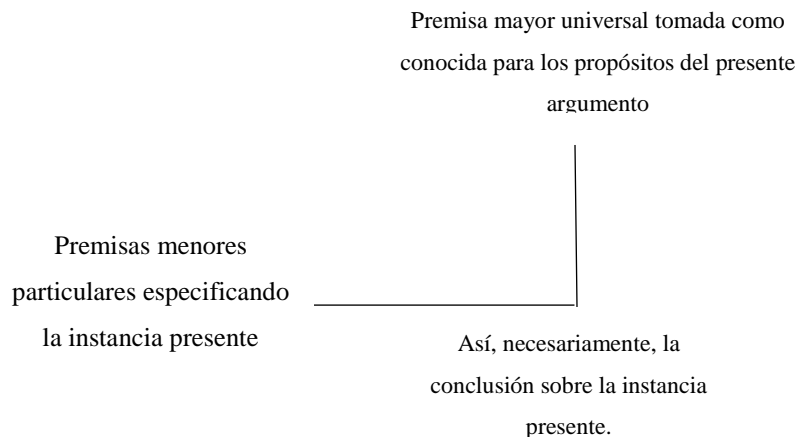 Premisa mayor universal tomada como
conocida para los propósitos del presente
argumento
Premisas menores
particulares especificando
la instancia presente
Así, necesariamente, la
conclusión sobre la instancia
presente.